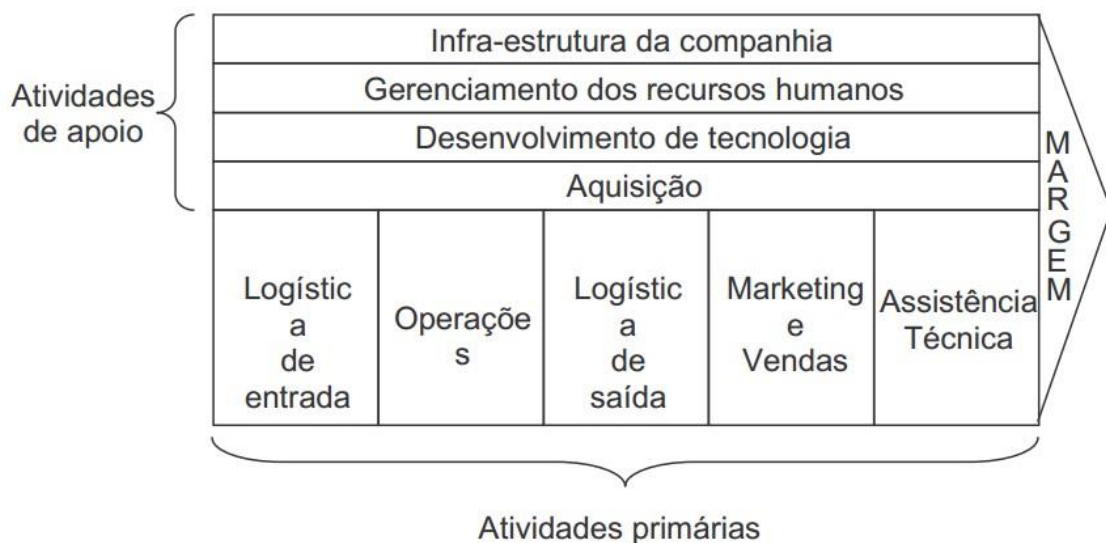 Infra-estrutura da companhia
Gerenciamento dos recursos humanos
Desenvolvimento de tecnologia
Aquisição
Atividades
de apoio
Logístic
a
de
entrada
Operaçõe
s
Logístic
a
de
saída
Marketing
e
Vendas
Assistência
Técnica
M
A
R
G
E
M
Atividades primárias